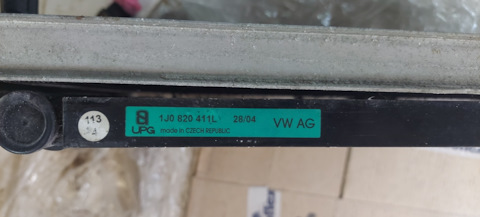 113
1J0 820 411L 28/04 VW AG
UPG made in CZECH REPUBLIC